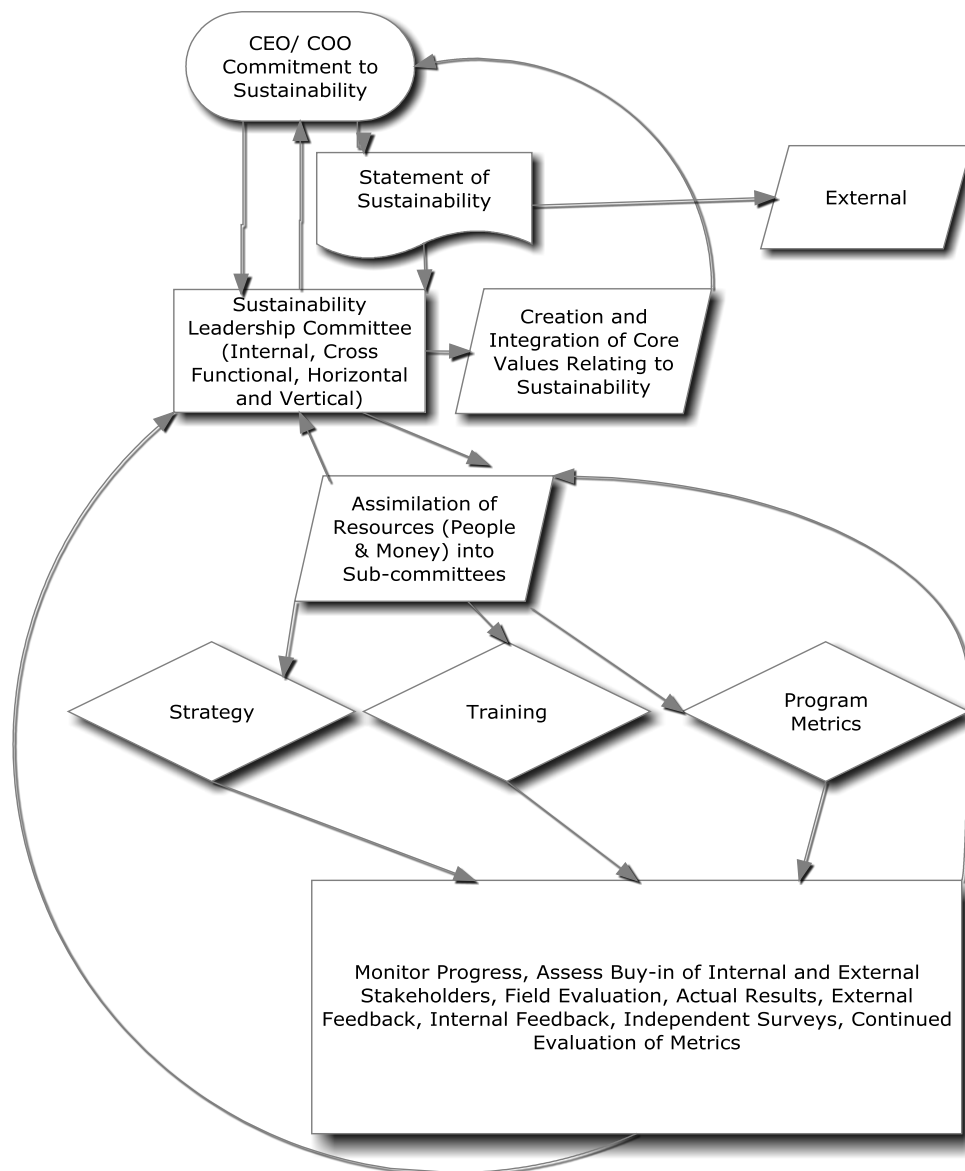 CEO/ COO
Commitment to
Sustainability
Statement of
Sustainability
External
Sustainability
Leadership Committee
(Internal, Cross
Functional, Horizontal
and Vertical)
Creation and
Integration of Core
Values Relating to
Sustainability
Assimilation of
Resources (People
& Money) into
Sub-committees
Strategy
Training
Program
Metrics
Monitor Progress, Assess Buy-in of Internal and External
Stakeholders, Field Evaluation, Actual Results, External
Feedback, Internal Feedback, Independent Surveys, Continued
Evaluation of Metrics